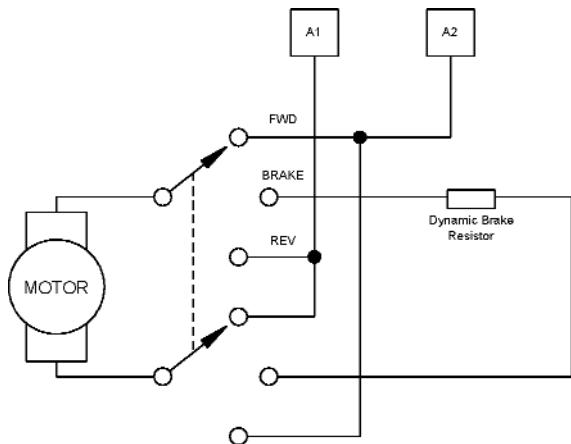 A1
A2
FWD
BRAKE
Dynamic Brake
Resistor
REV
MOTOR